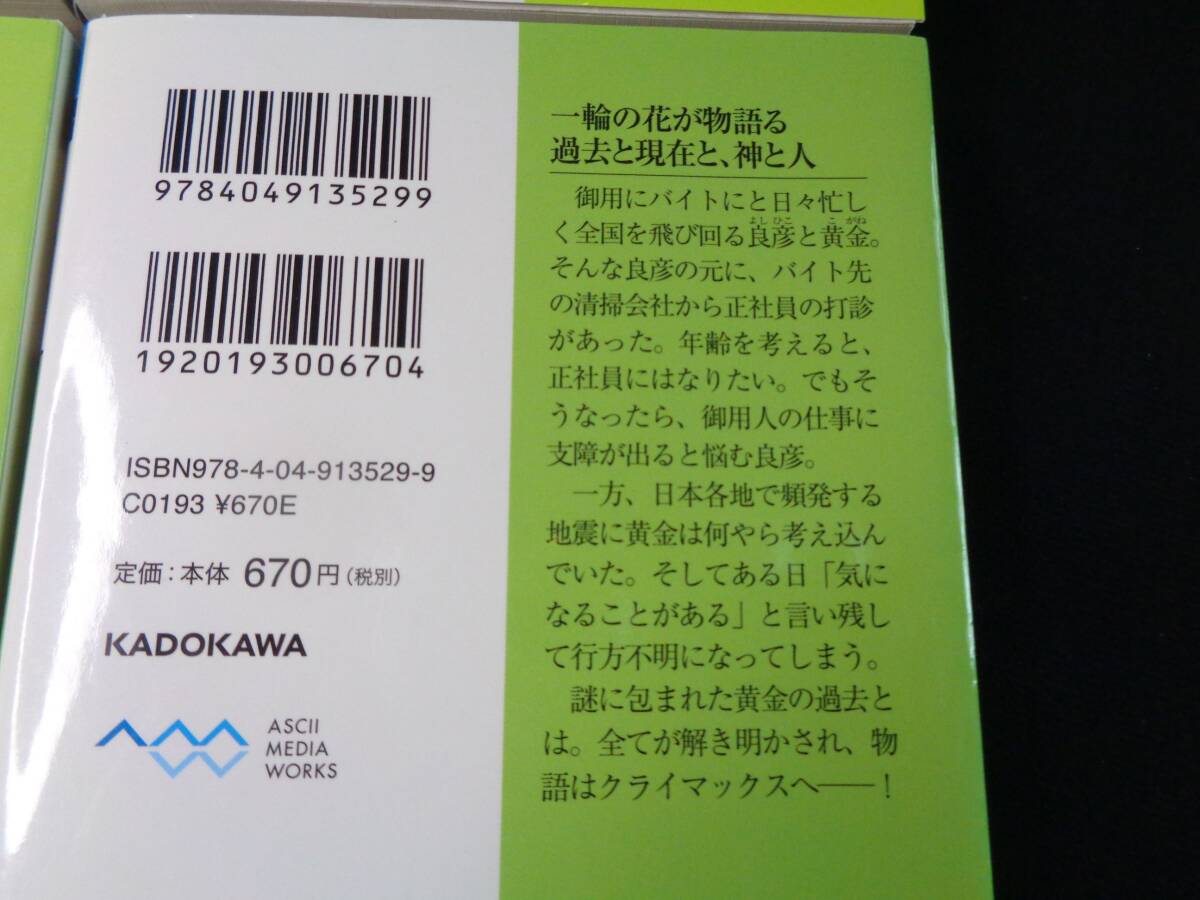 9784049135299
1920193006704
ISBN978-4-04-913529-9
C0193 ¥670E
定価：本体 670円（税別）
KADOKAWA
ASCII
MEDIA
WORKS
一輪の花が物語る
過去と現在と、神と人
御用にバイトにと日々忙し
よしひこ こがね
く全国を飛び回る良彦と黄金。
そんな良彦の元に、バイト先
の清掃会社から正社員の打診
があった。年齢を考えると、
正社員にはなりたい。でもそ
うなったら、御用人の仕事に
支障が出ると悩む良彦。
一方、日本各地で頻発する
地震に黄金は何やら考え込ん
でいた。そしてある日「気に
なることがある」と言い残し
て行方不明になってしまう。
謎に包まれた黄金の過去と
は。全てが解き明かされ、物
語はクライマックスへ――！